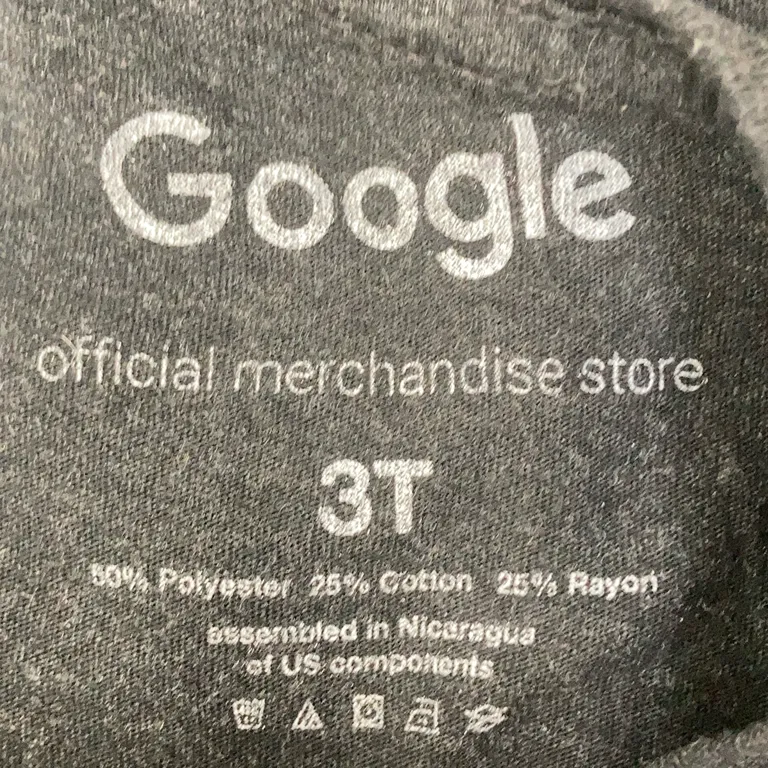 Google
official merchandise store
3T
50% Polyester 25% Cotton 25% Rayon
assembled in Nicaragua
of US components